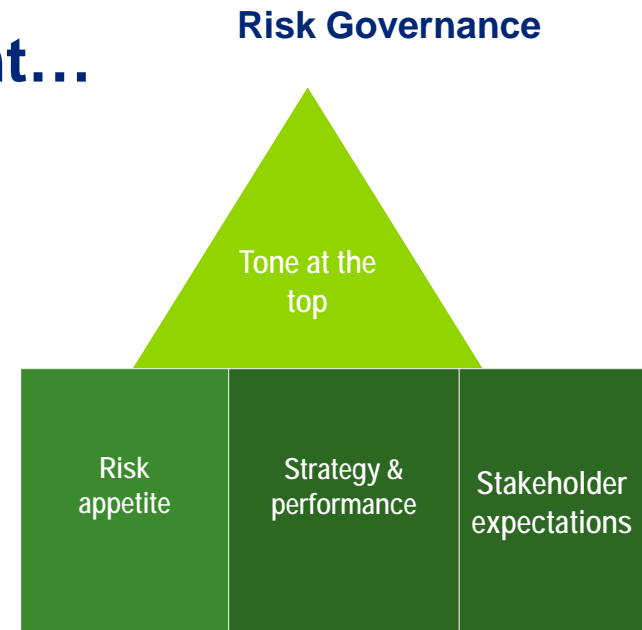 Risk Governance
nt…
Tone at the
top
Risk
appetite
Strategy &
performance
Stakeholder
expectations